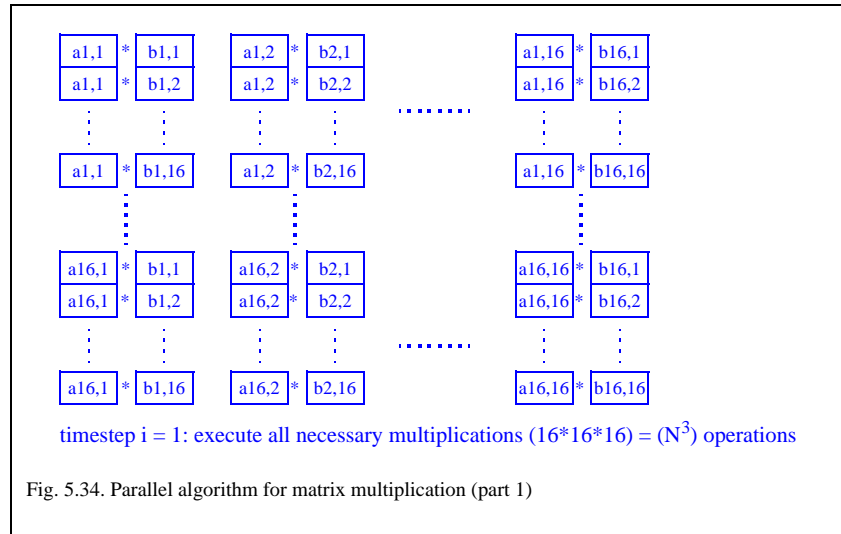 a1,1 * b1,1 a1,2 * b2,1 a1,16 * b16,1
a1,1 * b1,2 a1,2 * b2,2 a1,16 * b16,2
a1,1 * b1,16 a1,2 * b2,16 a1,16 * b16,16
a16,1 * b1,1 a16,2 * b2,1 a16,16 * b16,1
a16,1 * b1,2 a16,2 * b2,2 a16,16 * b16,2
a16,1 * b1,16 a16,2 * b2,16 a16,16 * b16,16
timestep i = 1: execute all necessary multiplications (16*16*16) = (N³) operations
Fig. 5.34. Parallel algorithm for matrix multiplication (part 1)